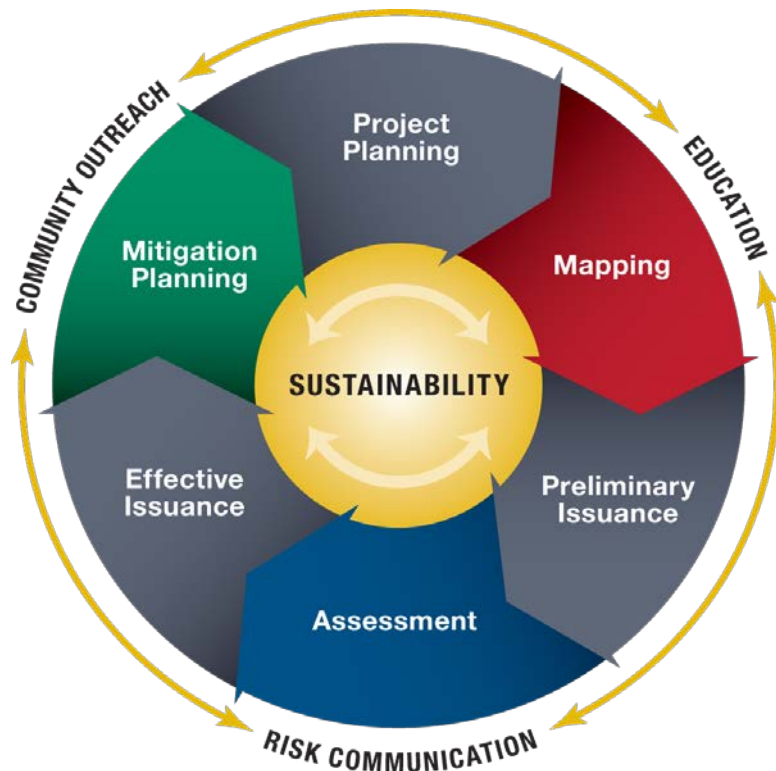 COMMUNITY OUTREACH
EDUCATION
RISK COMMUNICATION
Project
Planning
Mapping
Preliminary
Issuance
Assessment
Effective
Issuance
Mitigation
Planning
SUSTAINABILITY